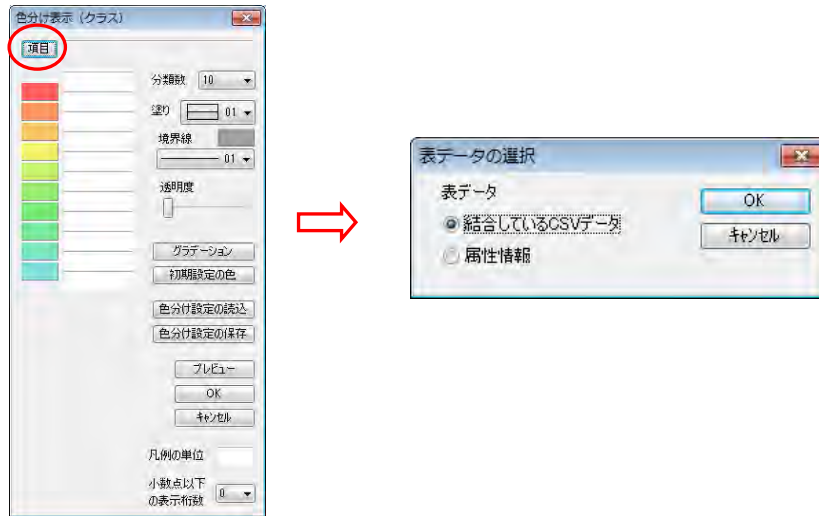 色分け表示 (クラス)
項目
分類数 10
塗り 01
境界線
01
透明度
グラデーション
初期設定の色
色分け設定の読込
色分け設定の保存
プレビュー
OK
キャンセル
凡例の単位
小数点以下
の表示桁数 0
表データの選択
表データ
結合しているCSVデータ
属性情報
OK
キャンセル